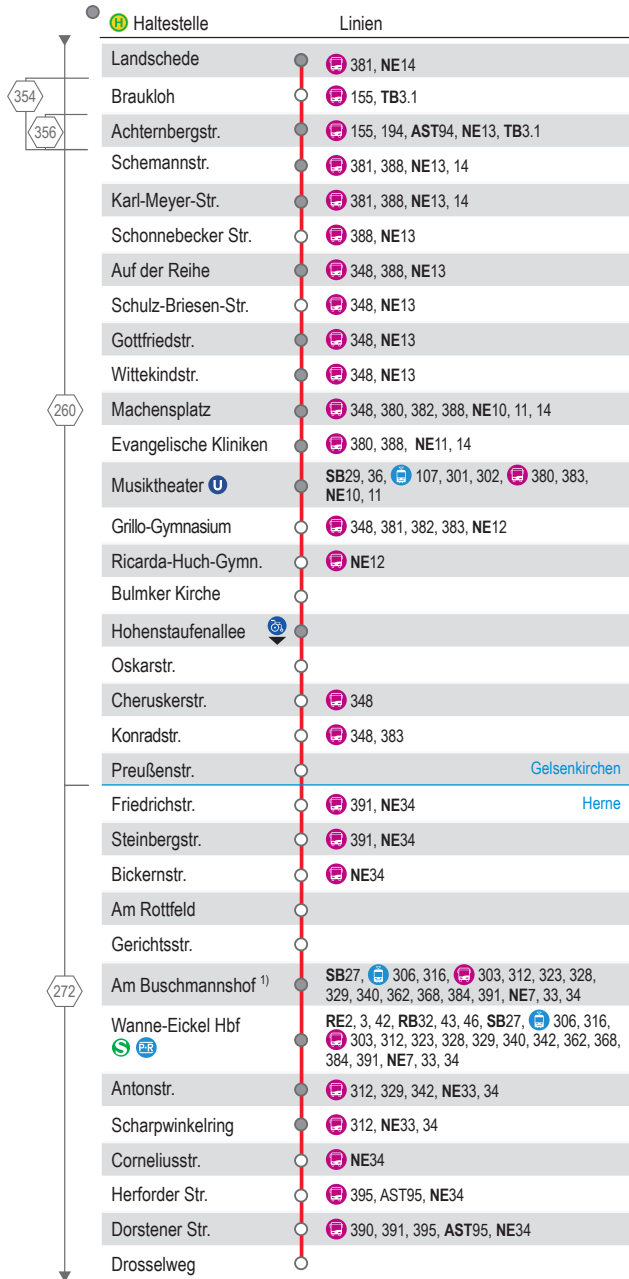 H Haltestelle Linien
Landschede 381, NE14
354
Braukloh 155, TB3.1
356
Achternbergstr. 155, 194, AST94, NE13, TB3.1
Schemannstr. 381, 388, NE13, 14
Karl-Meyer-Str. 381, 388, NE13, 14
Schonnebecker Str. 388, NE13
Auf der Reihe 348, 388, NE13
Schulz-Briesen-Str. 348, NE13
Gottfriedstr. 348, NE13
Wittekindstr. 348, NE13
260
Machensplatz 348, 380, 382, 388, NE10, 11, 14
Evangelische Kliniken 380, 388, NE11, 14
Musiktheater U SB29, 36, 107, 301, 302, 380, 383,
NE10, 11
Grillo-Gymnasium 348, 381, 382, 383, NE12
Ricarda-Huch-Gymn. NE12
Bulmker Kirche
Hohenstaufenallee
Oskarstr.
Cheruskerstr. 348
Konradstr. 348, 383
Preußenstr. Gelsenkirchen
Friedrichstr. 391, NE34 Herne
Steinbergstr. 391, NE34
Bickernstr. NE34
Am Rottfeld
Gerichtsstr.
272
Am Buschmannshof 1) SB27, 306, 316, 303, 312, 323, 328,
329, 340, 362, 368, 384, 391, NE7, 33, 34
Wanne-Eickel Hbf RE2, 3, 42, RB32, 43, 46, SB27, 306, 316,
S P+R 303, 312, 323, 328, 329, 340, 342, 362, 368,
384, 391, NE7, 33, 34
Antonstr. 312, 329, 342, NE33, 34
Scharpwinkelring 312, NE33, 34
Corneliusstr. NE34
Herforder Str. 395, AST95, NE34
Dorstener Str. 390, 391, 395, AST95, NE34
Drosselweg